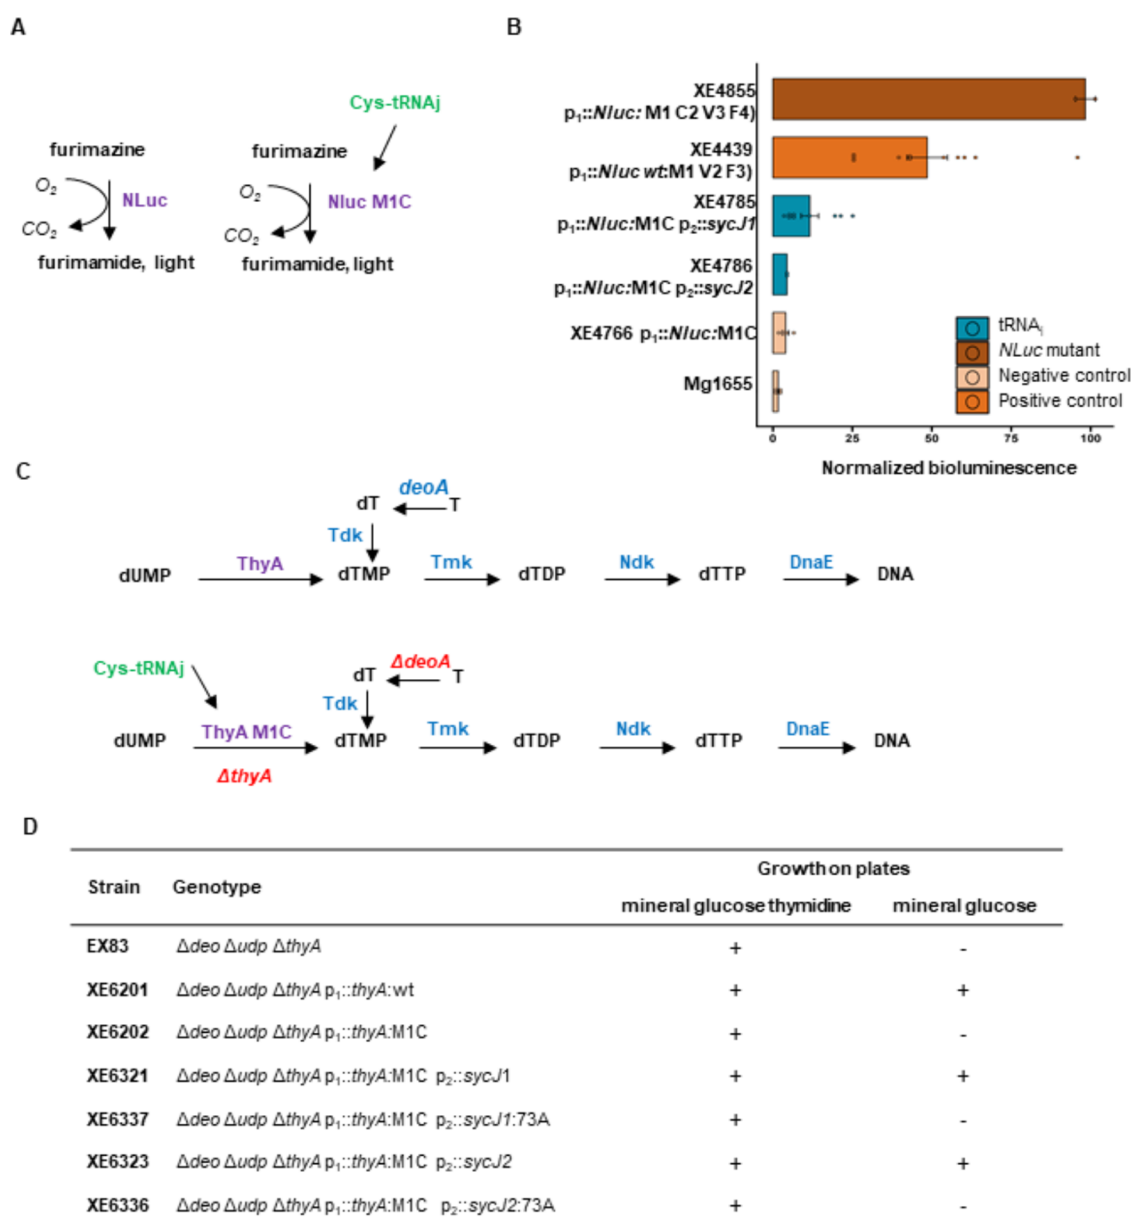 A
Cys-tRNAj
furimazine
furimazine
O2
NLuc
O2
Nluc M1C
CO2
CO2
furimamide, light
furimamide, light
B
XE4855
p1::Nluc: M1 C2 V3 F4)
XE4439
p1::Nluc wt:M1 V2 F3)
XE4785
p1::Nluc:M1C p2::sycJ1
XE4786
p1::Nluc:M1C p2::sycJ2
XE4766 p1::Nluc:M1C
Mg1655
tRNAj
NLuc mutant
Negative control
Positive control
0 25 50 75 100
Normalized bioluminescence
C
deoA
dT T
Tdk
ThyA Tmk Ndk DnaE
dUMP dTMP dTDP dTTP DNA
Cys-tRNAj
ΔdeoA
dT T
Tdk
ThyA M1C Tmk Ndk DnaE
dUMP dTMP dTDP dTTP DNA
ΔthyA
D
Growth on plates
Strain Genotype
mineral glucose thymidine mineral glucose
EX83 Δdeo Δudp ΔthyA + -
XE6201 Δdeo Δudp ΔthyA p1::thyA:wt + +
XE6202 Δdeo Δudp ΔthyA p1::thyA:M1C + -
XE6321 Δdeo Δudp ΔthyA p1::thyA:M1C p2::sycJ1 + +
XE6337 Δdeo Δudp ΔthyA p1::thyA:M1C p2::sycJ1:73A + -
XE6323 Δdeo Δudp ΔthyA p1::thyA:M1C p2::sycJ2 + +
XE6336 Δdeo Δudp ΔthyA p1::thyA:M1C p2::sycJ2:73A + -